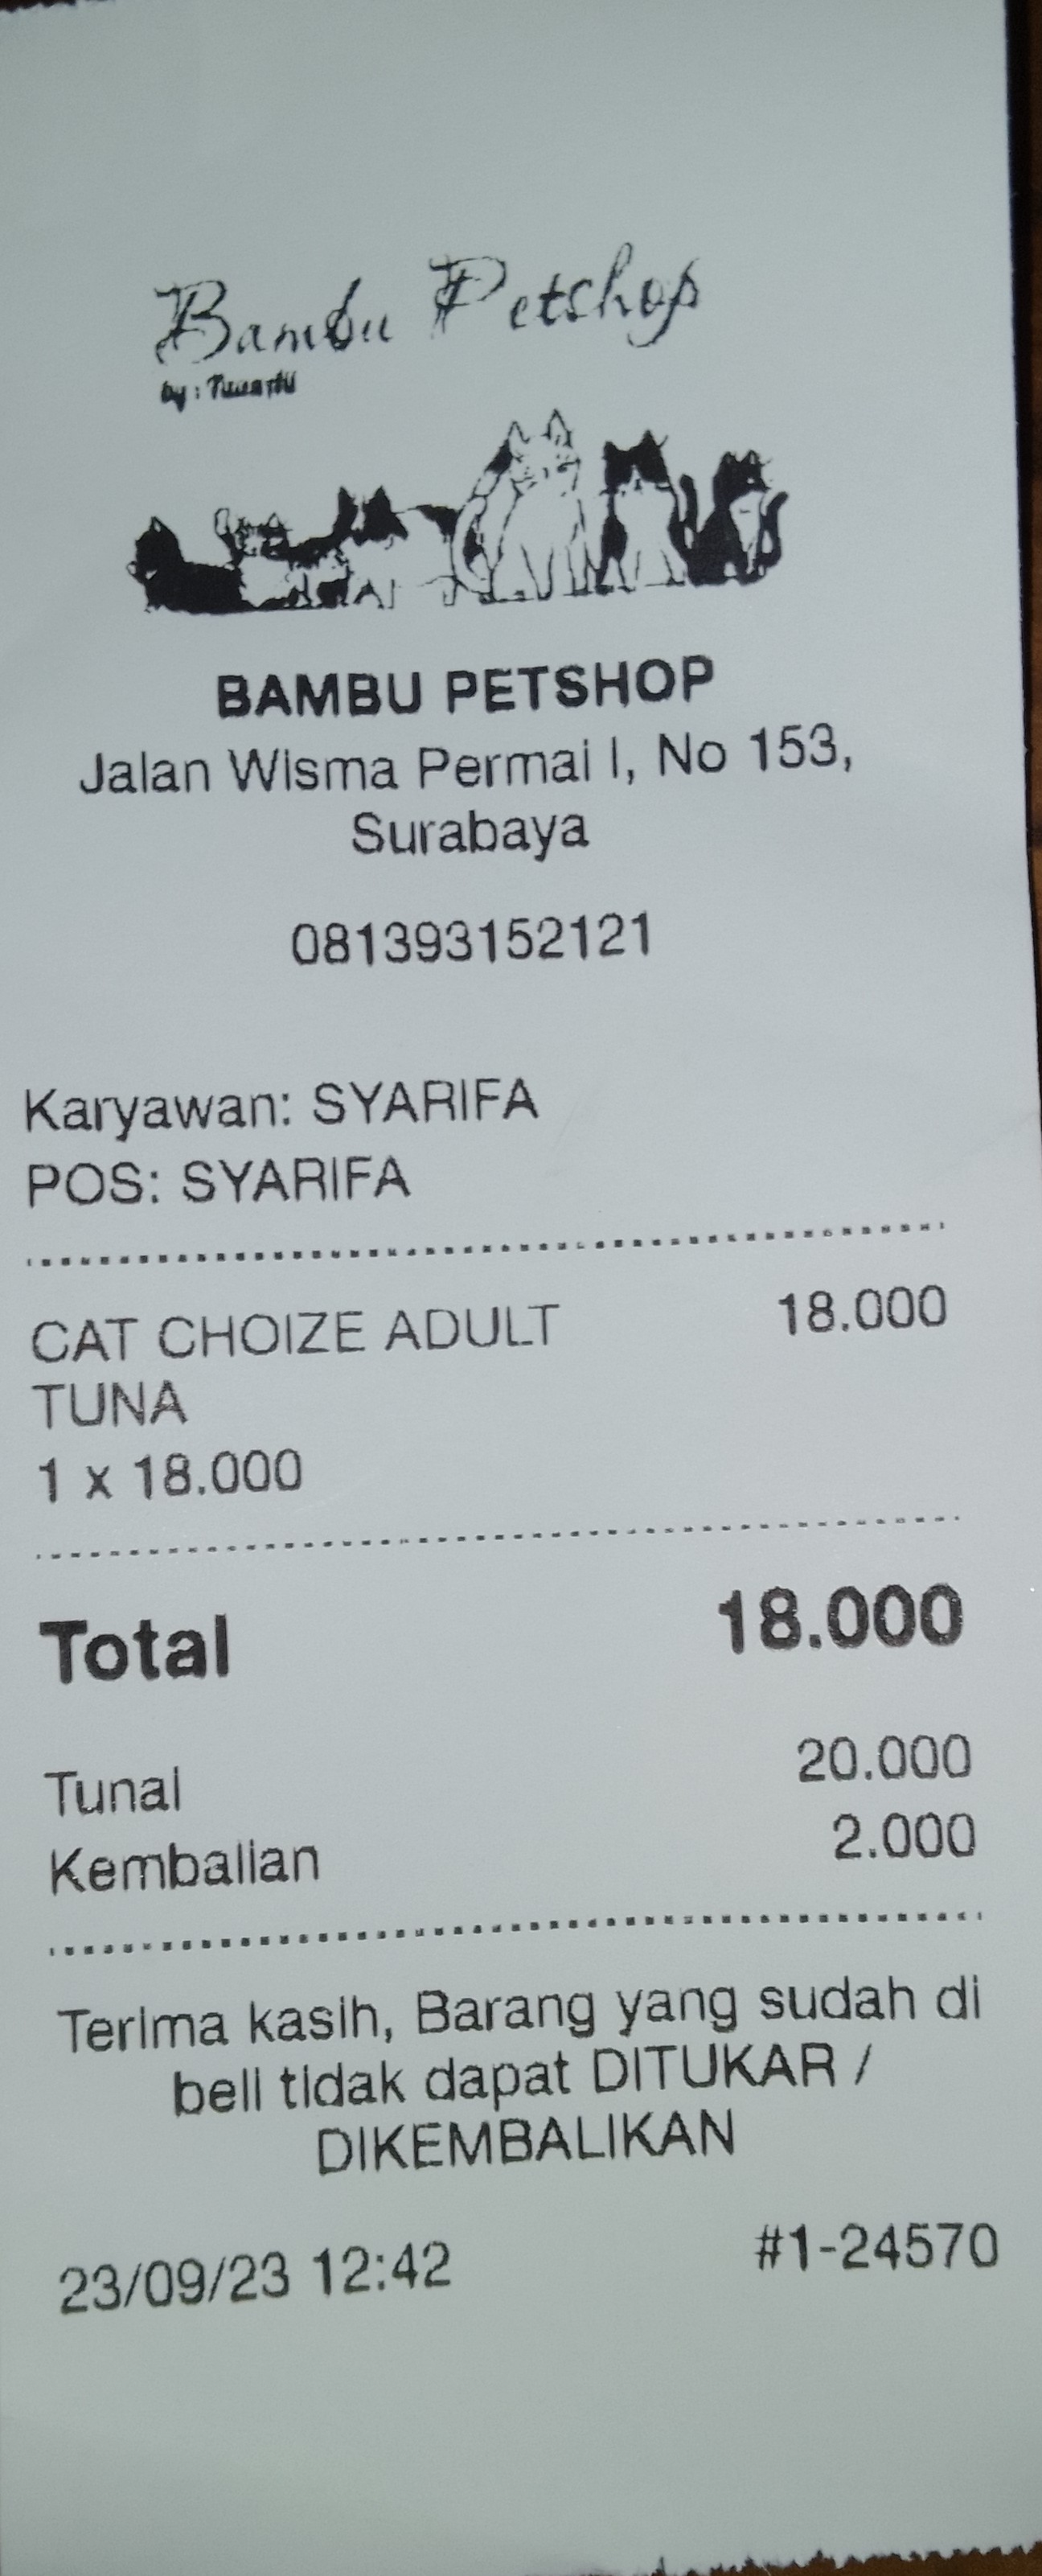 Bambu Petshop
by:
BAMBU PETSHOP
Jalan Wisma Permai I, No 153,
Surabaya
081393152121
Karyawan: SYARIFA
POS: SYARIFA
CAT CHOIZE ADULT 18.000
TUNA
1 x 18.000
Total 18.000
Tunai 20.000
Kembalian 2.000
Terima kasih, Barang yang sudah di
beli tidak dapat DITUKAR /
DIKEMBALIKAN
23/09/23 12:42 #1-24570